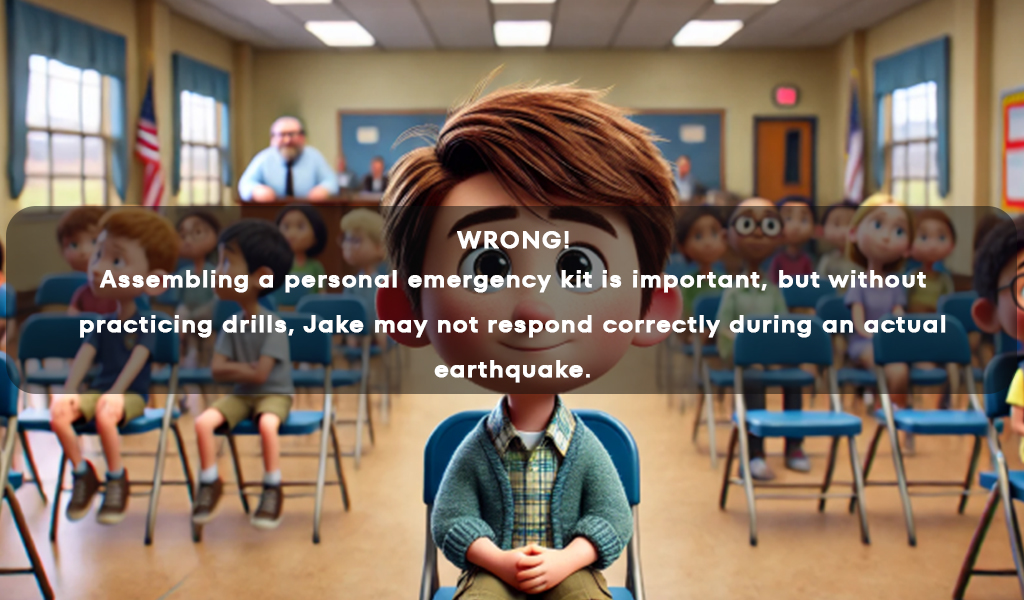 WRONG!
Assembling a personal emergency kit is important, but without
practicing drills, Jake may not respond correctly during an actual
earthquake.